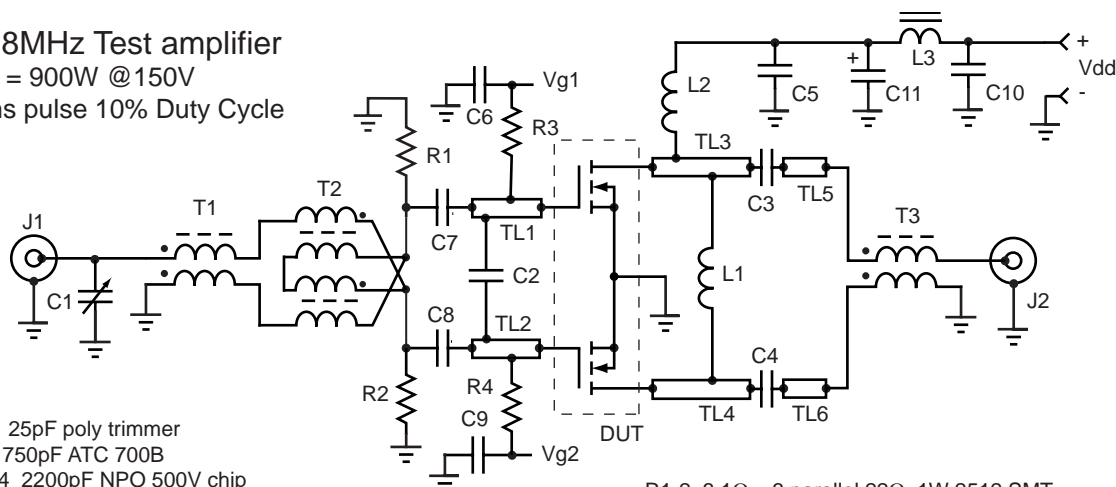 8MHz Test amplifier
= 900W @150V
s pulse 10% Duty Cycle
J1
C1
T1
T2
R1
R2
C7
C8
C6
Vg1
R3
TL1
C2
TL2
R4
C9
Vg2
DUT
L2
TL3
C3
TL5
L1
C4
TL4
TL6
T3
J2
C5
+
C11
L3
C10
+
Vdd
-
25pF poly trimmer
750pF ATC 700B
4 2200pF NPO 500V chip